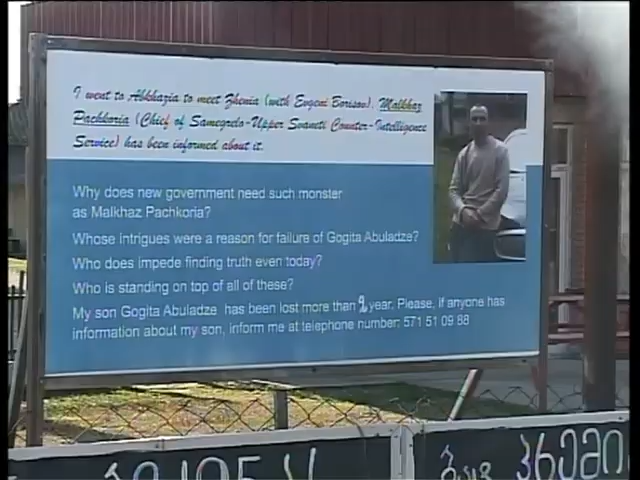 I went to Abkhazia to meet Zhenia (with Evgeni Borisov). Malkhaz
Pachkoria (Chief of Samegrelo-Upper Svaneti Counter-Intelligence
Service) has been informed about it.
Why does new government need such monster
as Malkhaz Pachkoria?
Whose intrigues were a reason for failure of Gogita Abuladze?
Who does impede finding truth even today?
Who is standing on top of all of these?
My son Gogita Abuladze has been lost more than 9 year. Please, if anyone has
information about my son, inform me at telephone number: 571 51 09 88